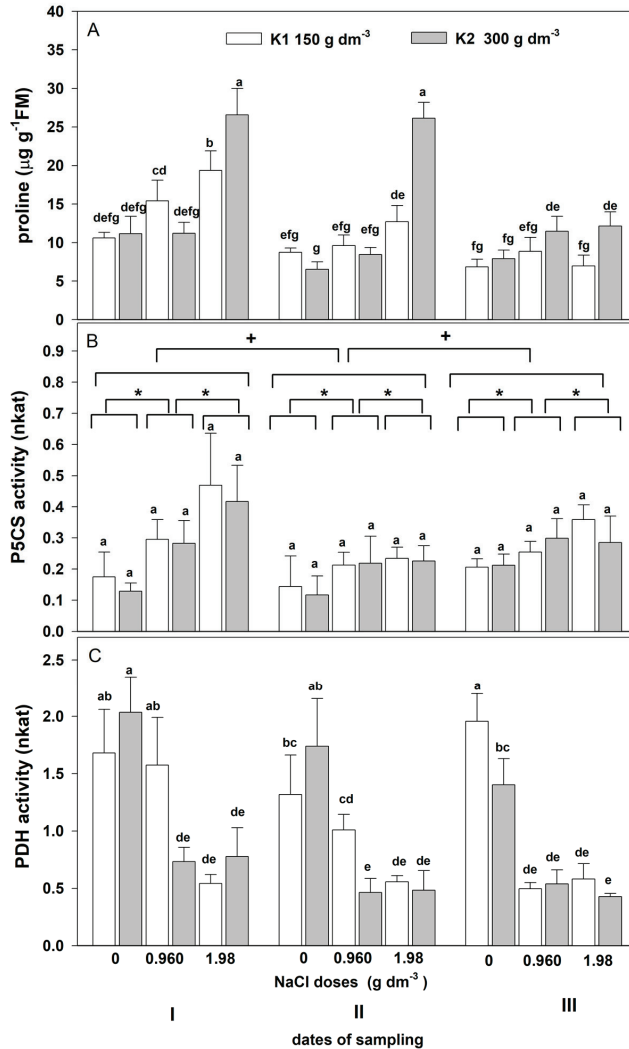 A
K1 150 g dm-3 K2 300 g dm-3
40
35
30
25
20
15
10
5
0
proline (μg g-1FM)
defg defg cd defg b a efg g efg efg de a fg fg efg de fg de
B
+ +
* * * * * *
0.9
0.8
0.7
0.6
0.5
0.4
0.3
0.2
0.1
0.0
P5CS activity (nkat)
a a a a a a a a a a a a a a a a a a
C
2.5
2.0
1.5
1.0
0.5
0.0
PDH activity (nkat)
ab a ab de de de bc ab cd e de de a bc de de de e
0 0.960 1.98 0 0.960 1.98 0 0.960 1.98
NaCl doses (g dm-3 )
I II III
dates of sampling